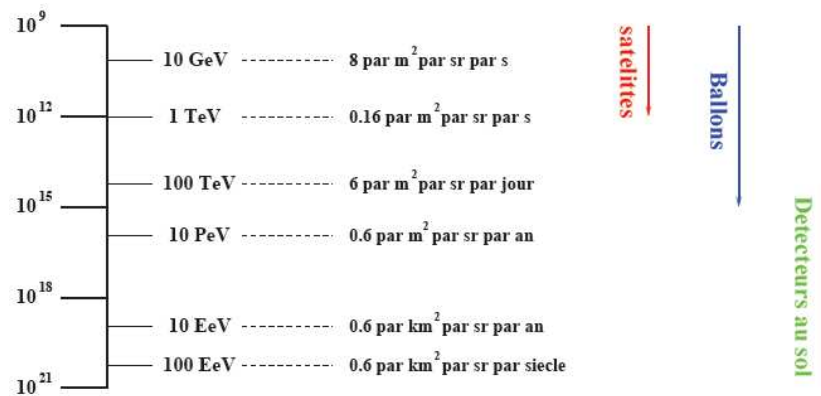 10^9
10 GeV ---------- 8 par m^2 par sr par s
10^12
1 TeV ---------- 0.16 par m^2 par sr par s
100 TeV ---------- 6 par m^2 par sr par jour
10^15
10 PeV ---------- 0.6 par m^2 par sr par an
10^18
10 EeV ---------- 0.6 par km^2 par sr par an
100 EeV ---------- 0.6 par km^2 par sr par siecle
10^21
satelittes
Ballons
Detecteurs au sol